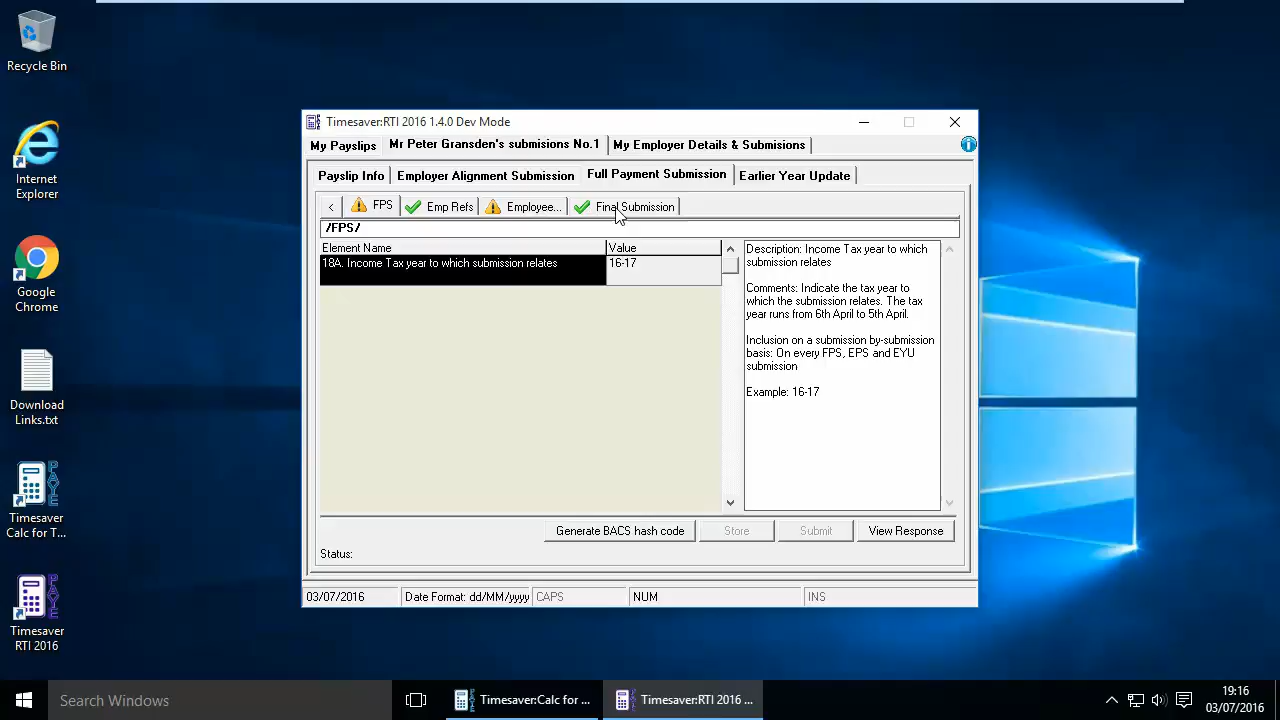 Recycle Bin
Internet
Explorer
Google
Chrome
Download
Links.txt
Timesaver
Calc for T...
Timesaver
RTI 2016
Timesaver:RTI 2016 1.4.0 Dev Mode
My Payslips
Mr Peter Gransden's submisions No.1
My Employer Details & Submisions
Payslip Info
Employer Alignment Submission
Full Payment Submission
Earlier Year Update
<
FPS
Emp Refs
Employee...
Final Submission
/FPS/
Element Name
Value
18A. Income Tax year to which submission relates
16-17
Description: Income Tax year to which
submission relates
Comments: Indicate the tax year to
which the submission relates. The tax
year runs from 6th April to 5th April.
Inclusion on a submission by-submission
basis: On every FPS, EPS and EYU
submission
Example: 16-17
Generate BACS hash code
Store
Submit
View Response
Status:
03/07/2016
Date Format: dd/MM/yyyy
CAPS
NUM
INS
Search Windows
Timesaver:Calc for ...
Timesaver:RTI 2016 ...
19:16
03/07/2016